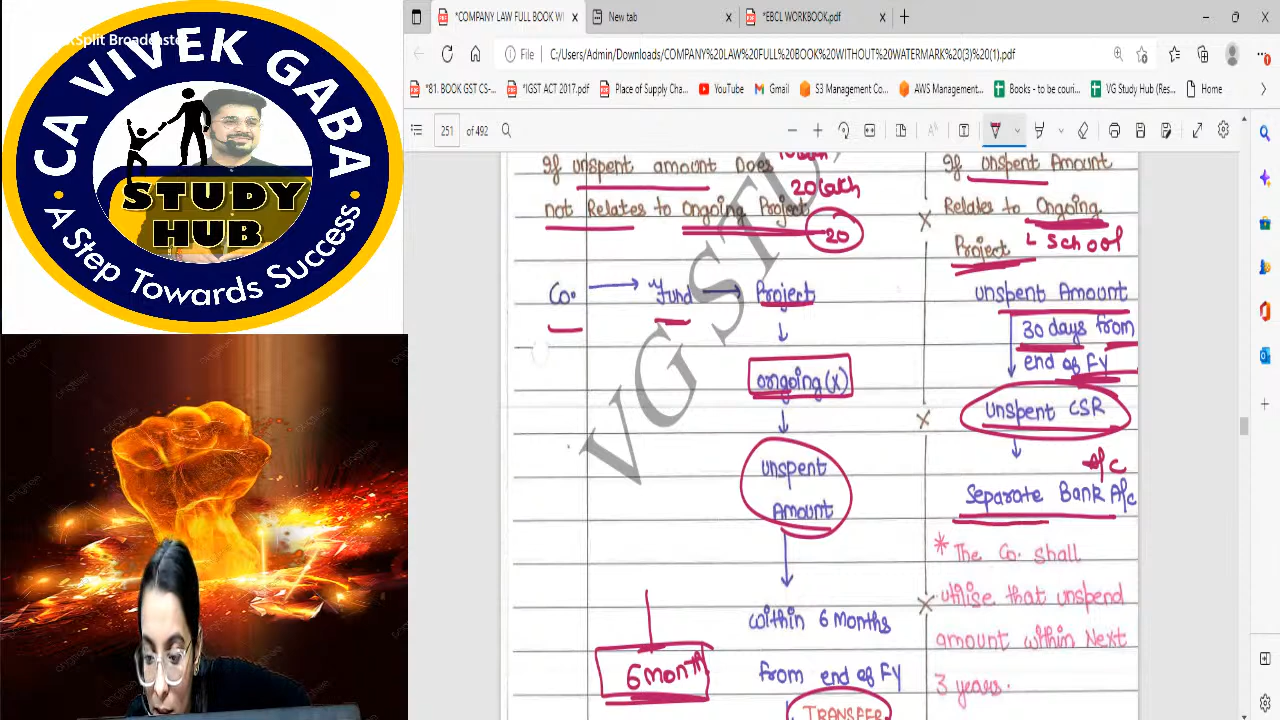 XSplit Broadcaster
CA VIVEK GABA
STUDY
HUB
A Step Towards Success
*COMPANY LAW FULL BOOK WI
New tab
*EBCL WORKBOOK.pdf
File
C:/Users/Admin/Downloads/COMPANY%20LAW%20FULL%20BOOK%20WITHOUT%20WATERMARK%20(3)%20(1).pdf
*81. BOOK GST CS-...
*IGST ACT 2017.pdf
Place of Supply Cha...
YouTube
Gmail
S3 Management Co...
AWS Management...
Books - to be couri...
VG Study Hub (Res...
Home
251 of 492
If unspent amount Does
20 Lakh
not Relates to Ongoing Project
20
Co. Fund Project
ongoing (X)
unspent
Amount
within 6 Months
6 month
from end of FY
TRANSFER
If unspent Amount
Relates to Ongoing
Project School
unspent Amount
30 days from
end of FY
Unspent CSR
A/c
Separate Bank A/c
* The Co. shall
utilise that unspend
amount within Next
3 years.
VG STU